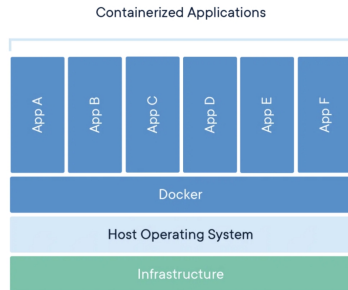 Containerized Applications
App A
App B
App C
App D
App E
App F
Docker
Host Operating System
Infrastructure